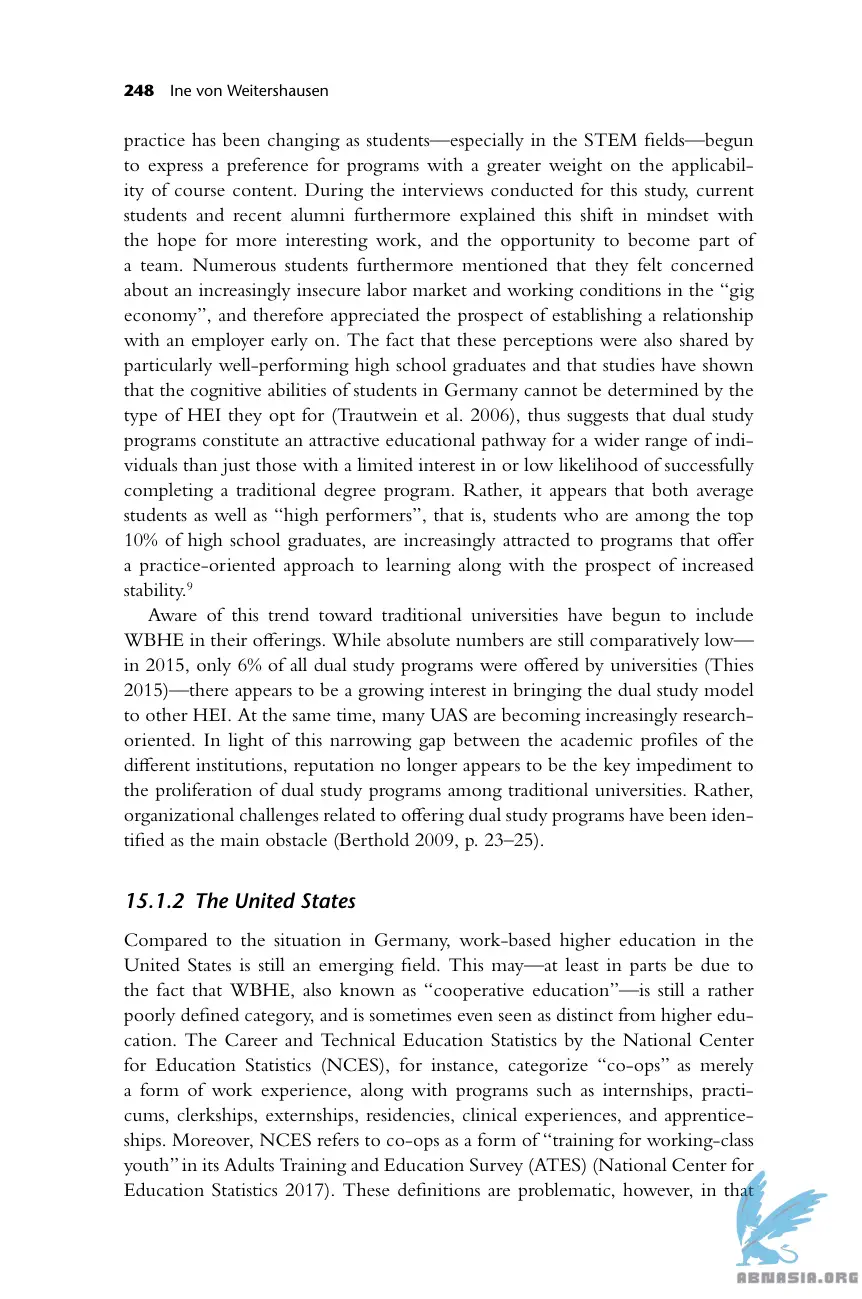 248 Ine von Weitershausen
practice has been changing as students—especially in the STEM fields—begun
to express a preference for programs with a greater weight on the applicabil-
ity of course content. During the interviews conducted for this study, current
students and recent alumni furthermore explained this shift in mindset with
the hope for more interesting work, and the opportunity to become part of
a team. Numerous students furthermore mentioned that they felt concerned
about an increasingly insecure labor market and working conditions in the “gig
economy”, and therefore appreciated the prospect of establishing a relationship
with an employer early on. The fact that these perceptions were also shared by
particularly well-performing high school graduates and that studies have shown
that the cognitive abilities of students in Germany cannot be determined by the
type of HEI they opt for (Trautwein et al. 2006), thus suggests that dual study
programs constitute an attractive educational pathway for a wider range of indi-
viduals than just those with a limited interest in or low likelihood of successfully
completing a traditional degree program. Rather, it appears that both average
students as well as “high performers”, that is, students who are among the top
10% of high school graduates, are increasingly attracted to programs that offer
a practice-oriented approach to learning along with the prospect of increased
stability.⁹
Aware of this trend toward traditional universities have begun to include
WBHE in their offerings. While absolute numbers are still comparatively low—
in 2015, only 6% of all dual study programs were offered by universities (Thies
2015)—there appears to be a growing interest in bringing the dual study model
to other HEI. At the same time, many UAS are becoming increasingly research-
oriented. In light of this narrowing gap between the academic profiles of the
different institutions, reputation no longer appears to be the key impediment to
the proliferation of dual study programs among traditional universities. Rather,
organizational challenges related to offering dual study programs have been iden-
tified as the main obstacle (Berthold 2009, p. 23–25).
15.1.2 The United States
Compared to the situation in Germany, work-based higher education in the
United States is still an emerging field. This may—at least in parts be due to
the fact that WBHE, also known as “cooperative education”—is still a rather
poorly defined category, and is sometimes even seen as distinct from higher edu-
cation. The Career and Technical Education Statistics by the National Center
for Education Statistics (NCES), for instance, categorize “co-ops” as merely
a form of work experience, along with programs such as internships, practi-
cums, clerkships, externships, residencies, clinical experiences, and apprentice-
ships. Moreover, NCES refers to co-ops as a form of “training for working-class
youth” in its Adults Training and Education Survey (ATES) (National Center for
Education Statistics 2017). These definitions are problematic, however, in that
ABNASIA.ORG